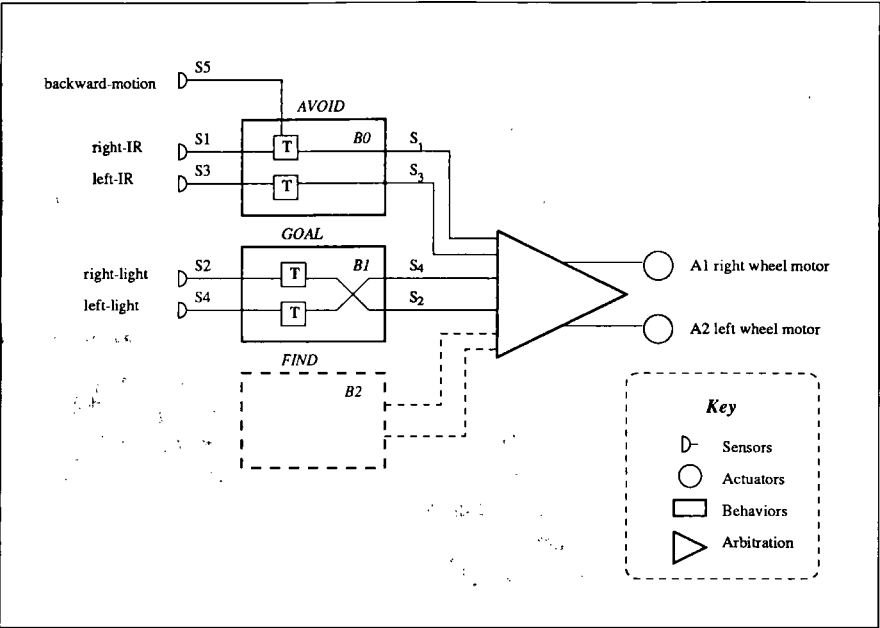 backward-motion S5
AVOID
right-IR S1 T B0 S1
left-IR S3 T S3
GOAL
B1
right-light S2 T S4
left-light S4 T S2
A1 right wheel motor
A2 left wheel motor
FIND
B2
Key
Sensors
Actuators
Behaviors
Arbitration